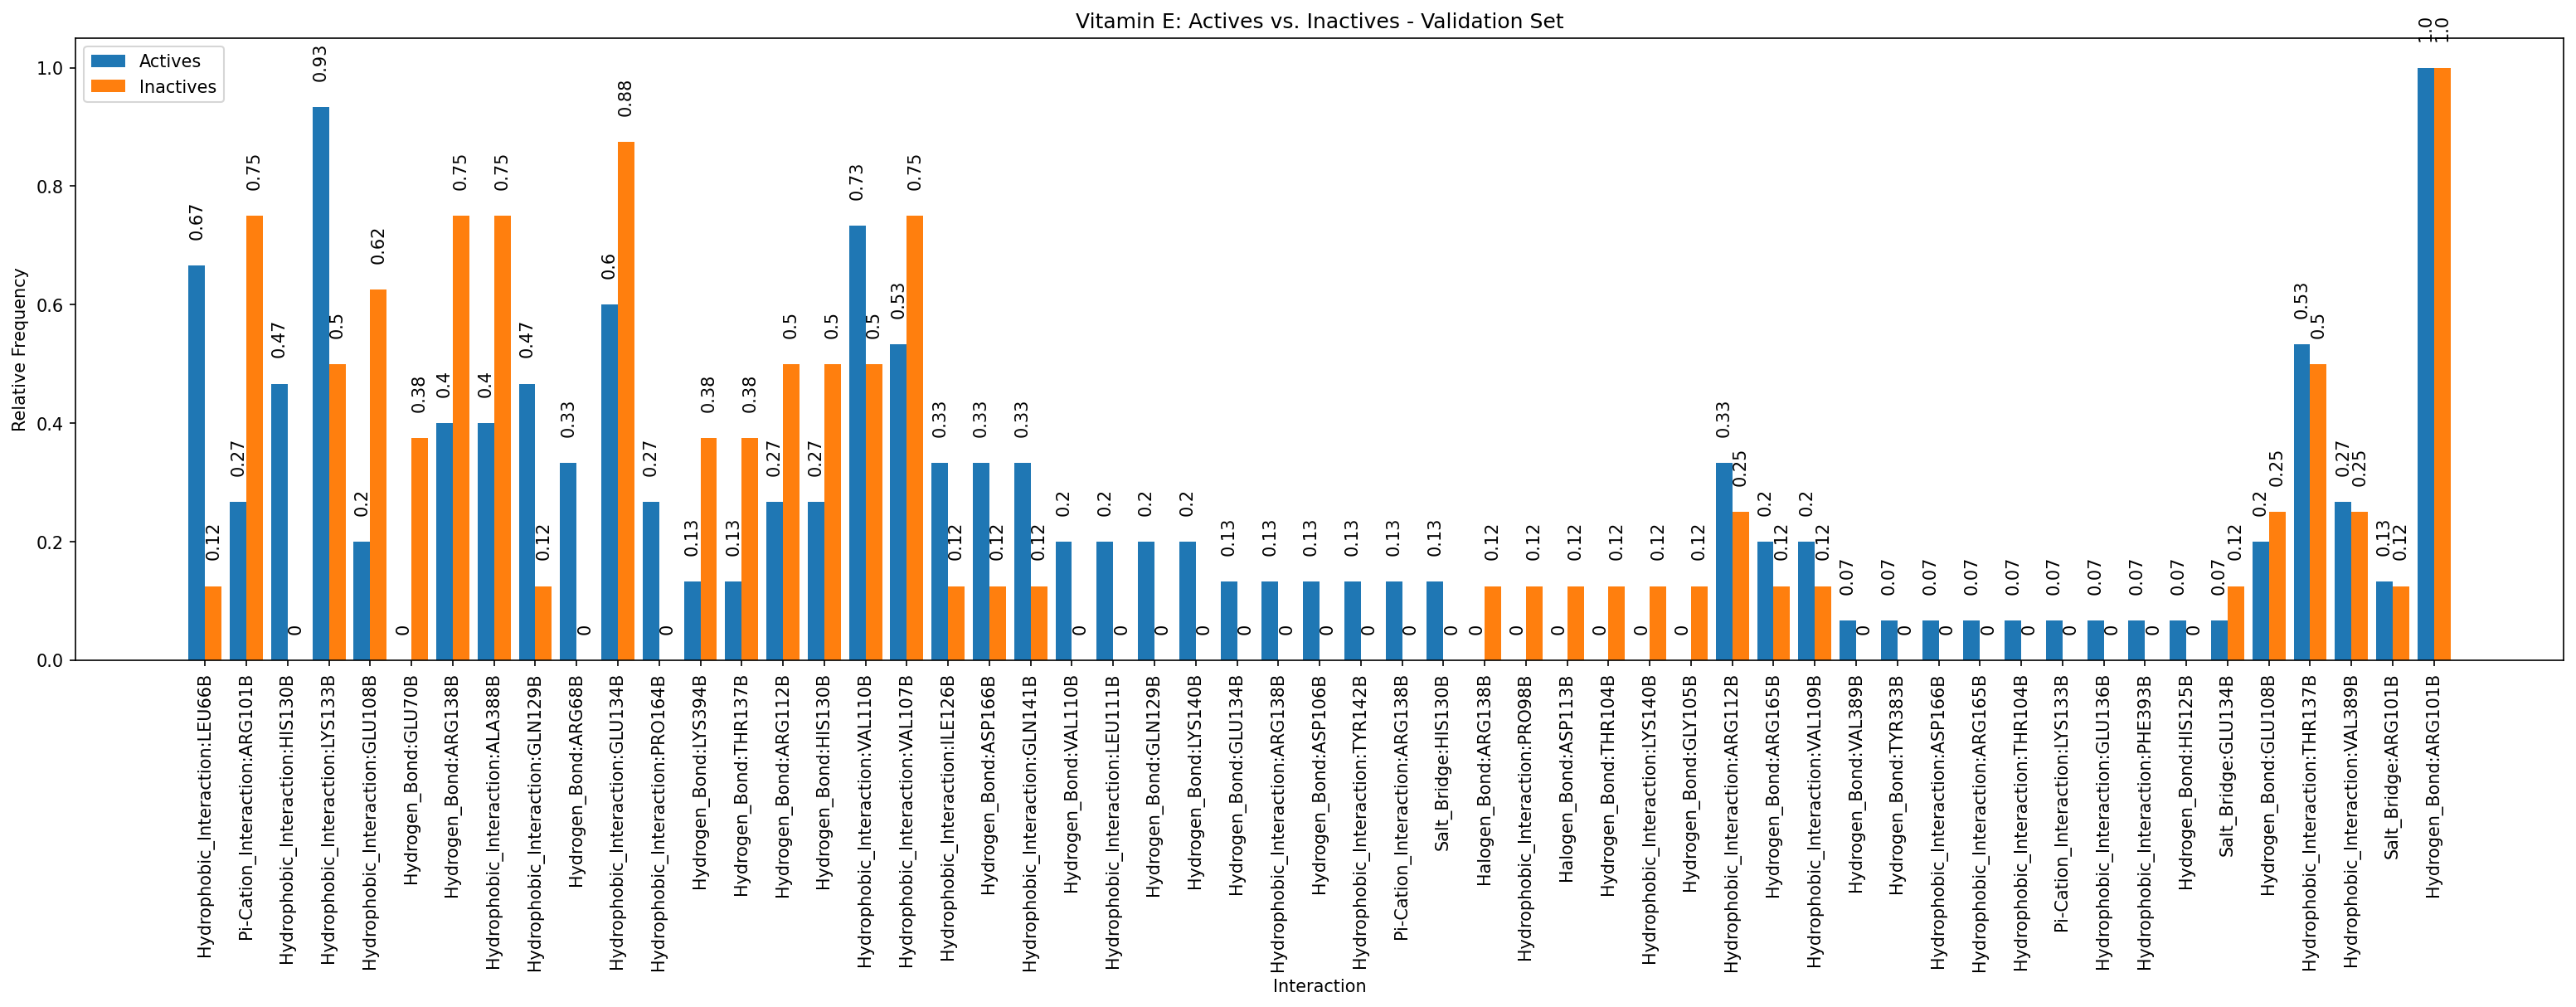 Vitamin E: Actives vs. Inactives - Validation Set
Actives
Inactives
Relative Frequency
1.0
0.8
0.6
0.4
0.2
0.0
0.67
0.12
0.27
0.75
0.47
0
0.93
0.5
0.2
0.62
0
0.38
0.4
0.75
0.4
0.75
0.47
0.12
0.33
0
0.6
0.88
0.27
0
0.13
0.38
0.13
0.38
0.27
0.5
0.27
0.5
0.73
0.5
0.53
0.75
0.33
0.12
0.33
0.12
0.33
0.12
0.2
0
0.2
0
0.2
0
0.2
0
0.13
0
0.13
0
0.13
0
0.13
0
0.13
0
0.13
0
0
0.12
0
0.12
0
0.12
0
0.12
0
0.12
0
0.12
0.33
0.25
0.2
0.12
0.2
0.12
0.07
0
0.07
0
0.07
0
0.07
0
0.07
0
0.07
0
0.07
0
0.07
0
0.07
0
0.07
0.12
0.2
0.25
0.53
0.5
0.27
0.25
0.13
0.12
1.0
1.0
Hydrophobic_Interaction:LEU66B
Pi-Cation_Interaction:ARG101B
Hydrophobic_Interaction:HIS130B
Hydrophobic_Interaction:LYS133B
Hydrophobic_Interaction:GLU108B
Hydrogen_Bond:GLU70B
Hydrogen_Bond:ARG138B
Hydrophobic_Interaction:ALA388B
Hydrophobic_Interaction:GLN129B
Hydrogen_Bond:ARG68B
Hydrophobic_Interaction:GLU134B
Hydrophobic_Interaction:PRO164B
Hydrogen_Bond:LYS394B
Hydrogen_Bond:THR137B
Hydrogen_Bond:ARG112B
Hydrogen_Bond:HIS130B
Hydrophobic_Interaction:VAL110B
Hydrophobic_Interaction:VAL107B
Hydrophobic_Interaction:ILE126B
Hydrogen_Bond:ASP166B
Hydrophobic_Interaction:GLN141B
Hydrogen_Bond:VAL110B
Hydrophobic_Interaction:LEU111B
Hydrogen_Bond:GLN129B
Hydrogen_Bond:LYS140B
Hydrogen_Bond:GLU134B
Hydrophobic_Interaction:ARG138B
Hydrogen_Bond:ASP106B
Hydrophobic_Interaction:TYR142B
Pi-Cation_Interaction:ARG138B
Salt_Bridge:HIS130B
Halogen_Bond:ARG138B
Hydrophobic_Interaction:PRO98B
Halogen_Bond:ASP113B
Hydrogen_Bond:THR104B
Hydrophobic_Interaction:LYS140B
Hydrogen_Bond:GLY105B
Hydrophobic_Interaction:ARG112B
Hydrogen_Bond:ARG165B
Hydrophobic_Interaction:VAL109B
Hydrogen_Bond:VAL389B
Hydrogen_Bond:TYR383B
Hydrophobic_Interaction:ASP166B
Hydrophobic_Interaction:ARG165B
Hydrophobic_Interaction:THR104B
Pi-Cation_Interaction:LYS133B
Hydrophobic_Interaction:GLU136B
Hydrophobic_Interaction:PHE393B
Hydrogen_Bond:HIS125B
Salt_Bridge:GLU134B
Hydrogen_Bond:GLU108B
Hydrophobic_Interaction:THR137B
Hydrophobic_Interaction:VAL389B
Salt_Bridge:ARG101B
Hydrogen_Bond:ARG101B
Interaction